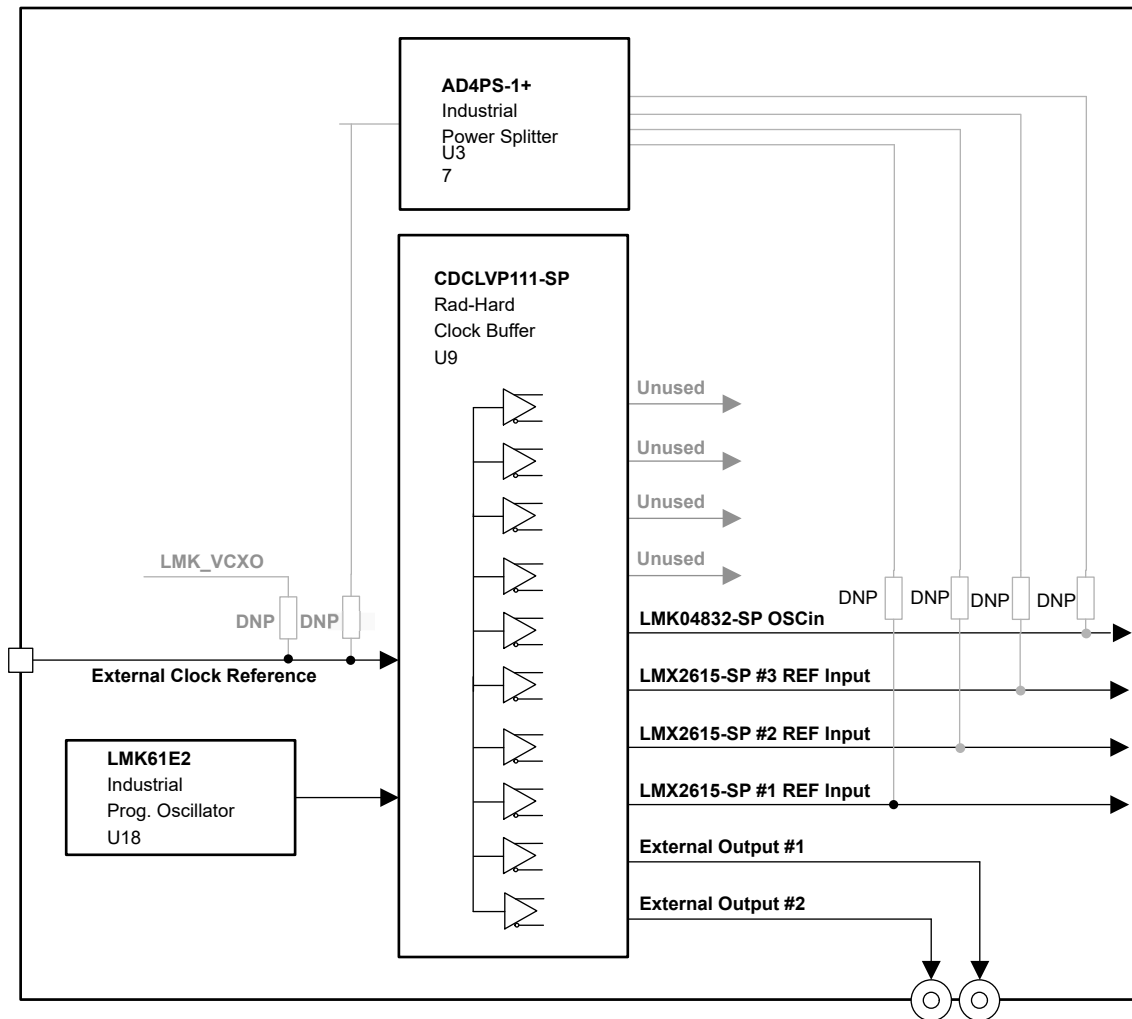 AD4PS-1+
Industrial
Power Splitter
U3
7
CDCLVP111-SP
Rad-Hard
Clock Buffer
U9
Unused
Unused
Unused
Unused
LMK_VCXO
DNP
DNP
DNP
DNP
DNP
DNP
LMK04832-SP OSCin
External Clock Reference
LMX2615-SP #3 REF Input
LMX2615-SP #2 REF Input
LMK61E2
Industrial
Prog. Oscillator
U18
LMX2615-SP #1 REF Input
External Output #1
External Output #2